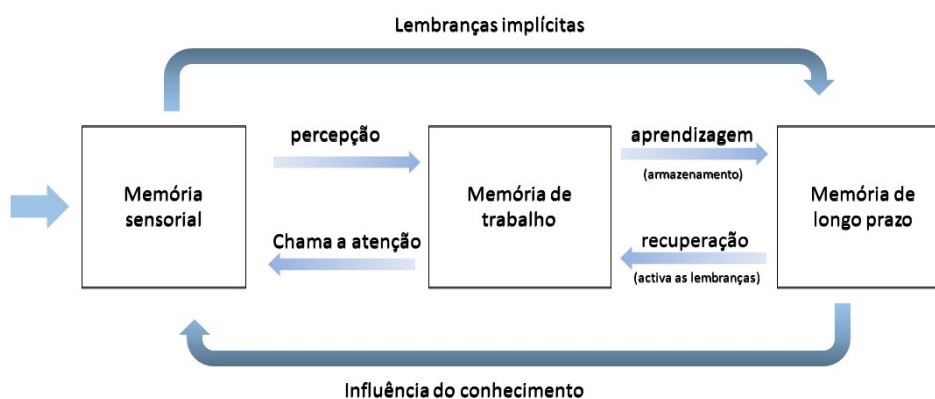 Lembranças implícitas
percepção
aprendizagem
(armazenamento)
Memória
sensorial
Memória de
trabalho
Memória de
longo prazo
Chama a atenção
recuperação
(activa as lembranças)
Influência do conhecimento